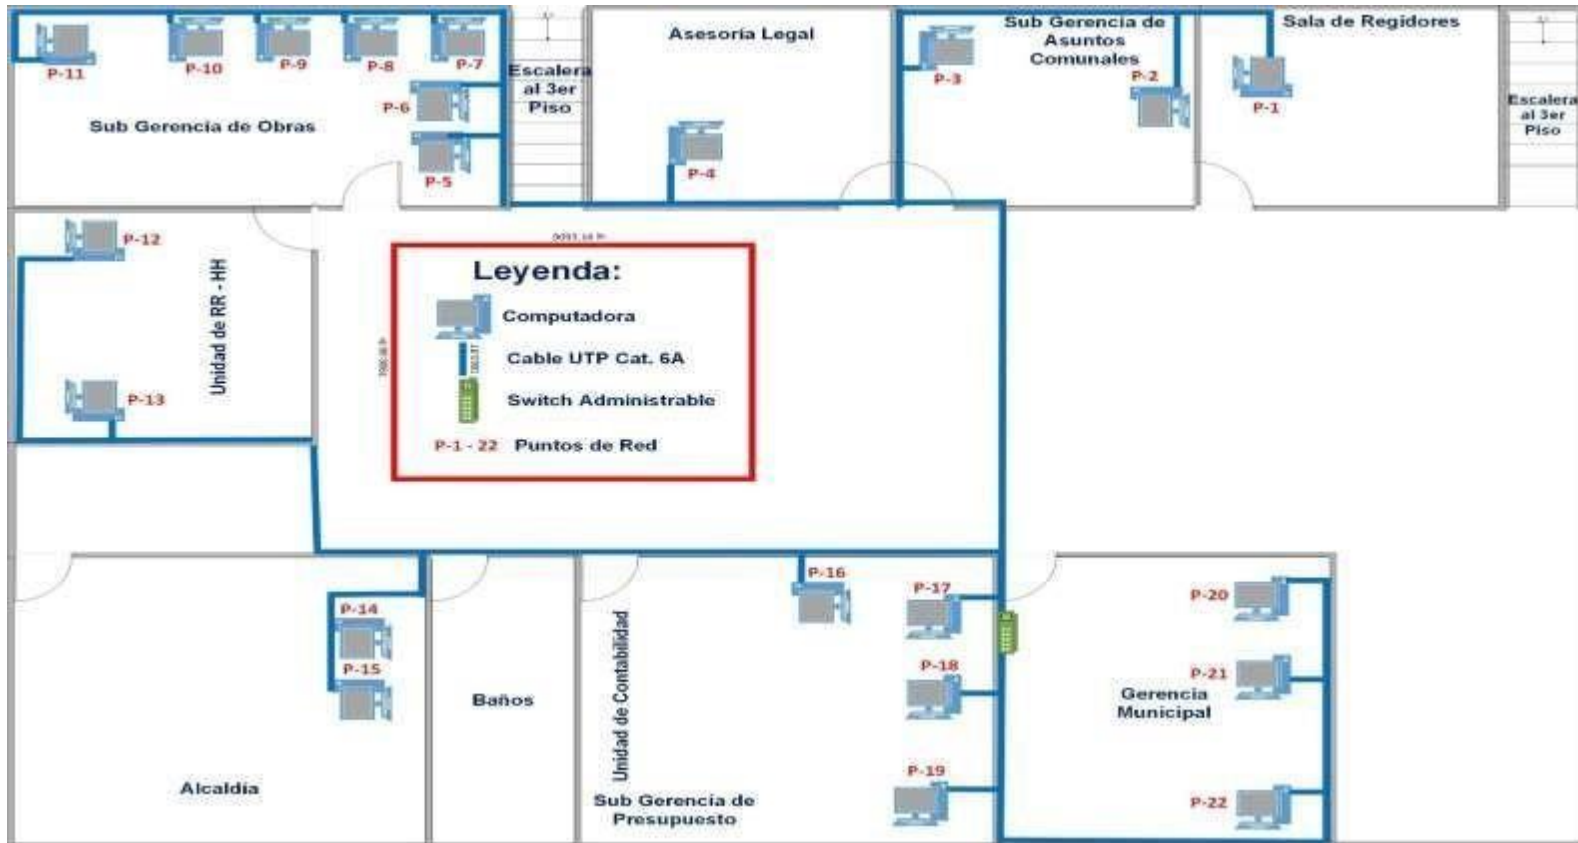 P-11
P-10
P-9
P-8
P-7
P-6
P-5
Sub Gerencia de Obras
Escalera
al 3er
Piso
Asesoría Legal
P-4
Sub Gerencia de
Asuntos
Comunales
P-3
P-2
Sala de Regidores
P-1
Escalera
al 3er
Piso
P-12
P-13
Unidad de RR - HH
Leyenda:
Computadora
Cable UTP Cat. 6A
Switch Administrable
P-1 - 22 Puntos de Red
P-14
P-15
Alcaldía
Baños
P-16
P-17
P-18
P-19
Unidad de Contabilidad
Sub Gerencia de
Presupuesto
P-20
P-21
P-22
Gerencia
Municipal